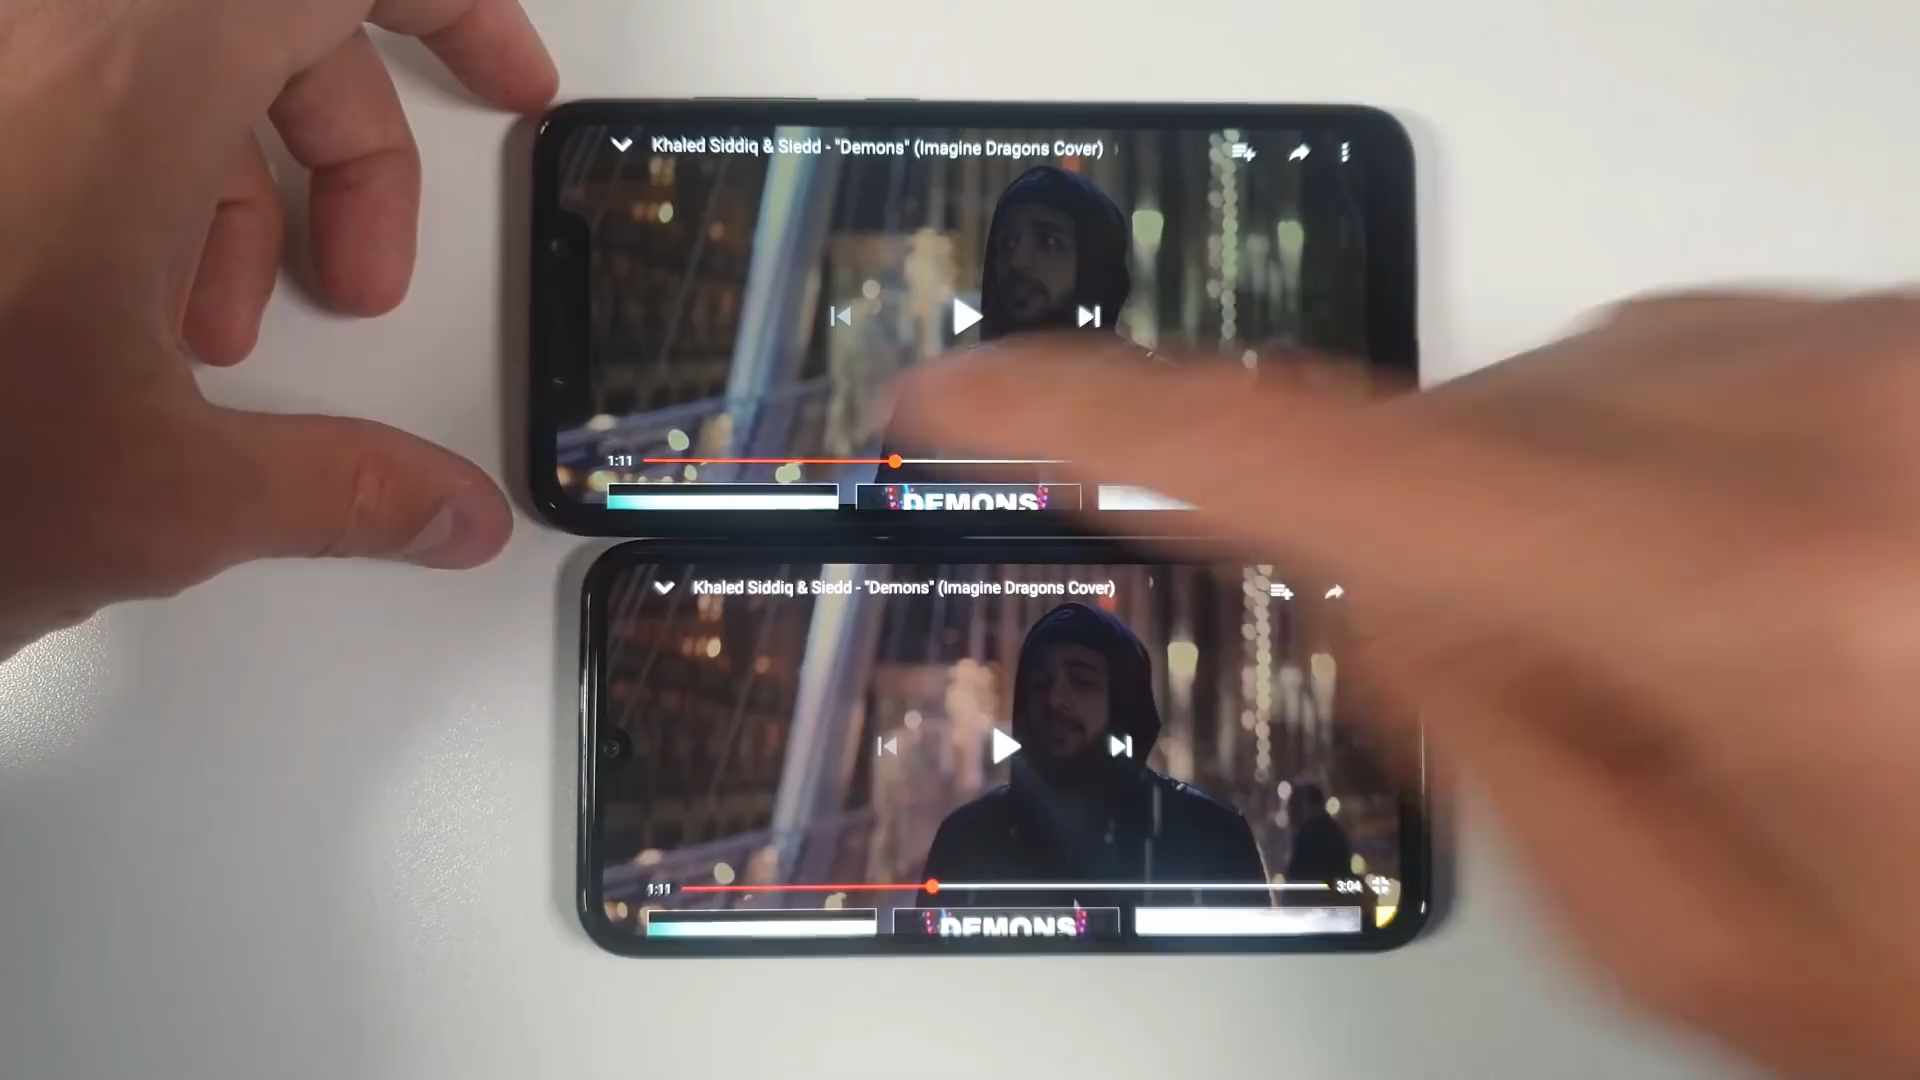 Khaled Siddiq & Siedd - "Demons" (Imagine Dragons Cover)
1:11
DEMONS
Khaled Siddiq & Siedd - "Demons" (Imagine Dragons Cover)
1:11
3:04
DEMONS